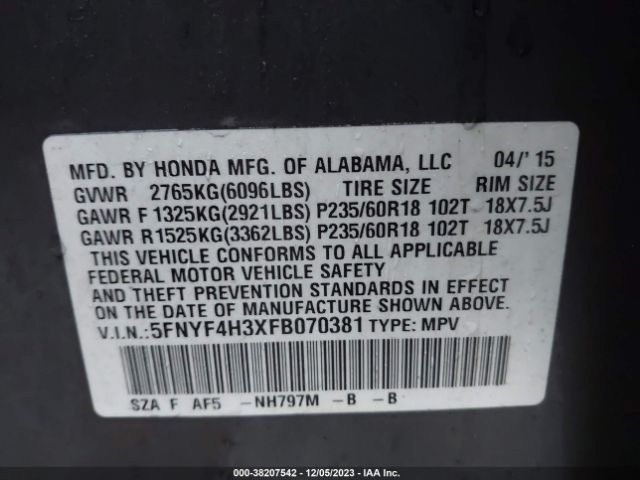 MFD. BY HONDA MFG. OF ALABAMA, LLC 04/'15
GVWR 2765KG(6096LBS) TIRE SIZE RIM SIZE
GAWR F 1325KG(2921LBS) P235/60R18 102T 18X7.5J
GAWR R1525KG(3362LBS) P235/60R18 102T 18X7.5J
THIS VEHICLE CONFORMS TO ALL APPLICABLE
FEDERAL MOTOR VEHICLE SAFETY
AND THEFT PREVENTION STANDARDS IN EFFECT
ON THE DATE OF MANUFACTURE SHOWN ABOVE.
V.I.N.:5FNYF4H3XFB070381 TYPE: MPV
SZA F AF5 -NH797M -B -B
000-38207542 - 12/05/2023 - IAAI.COM